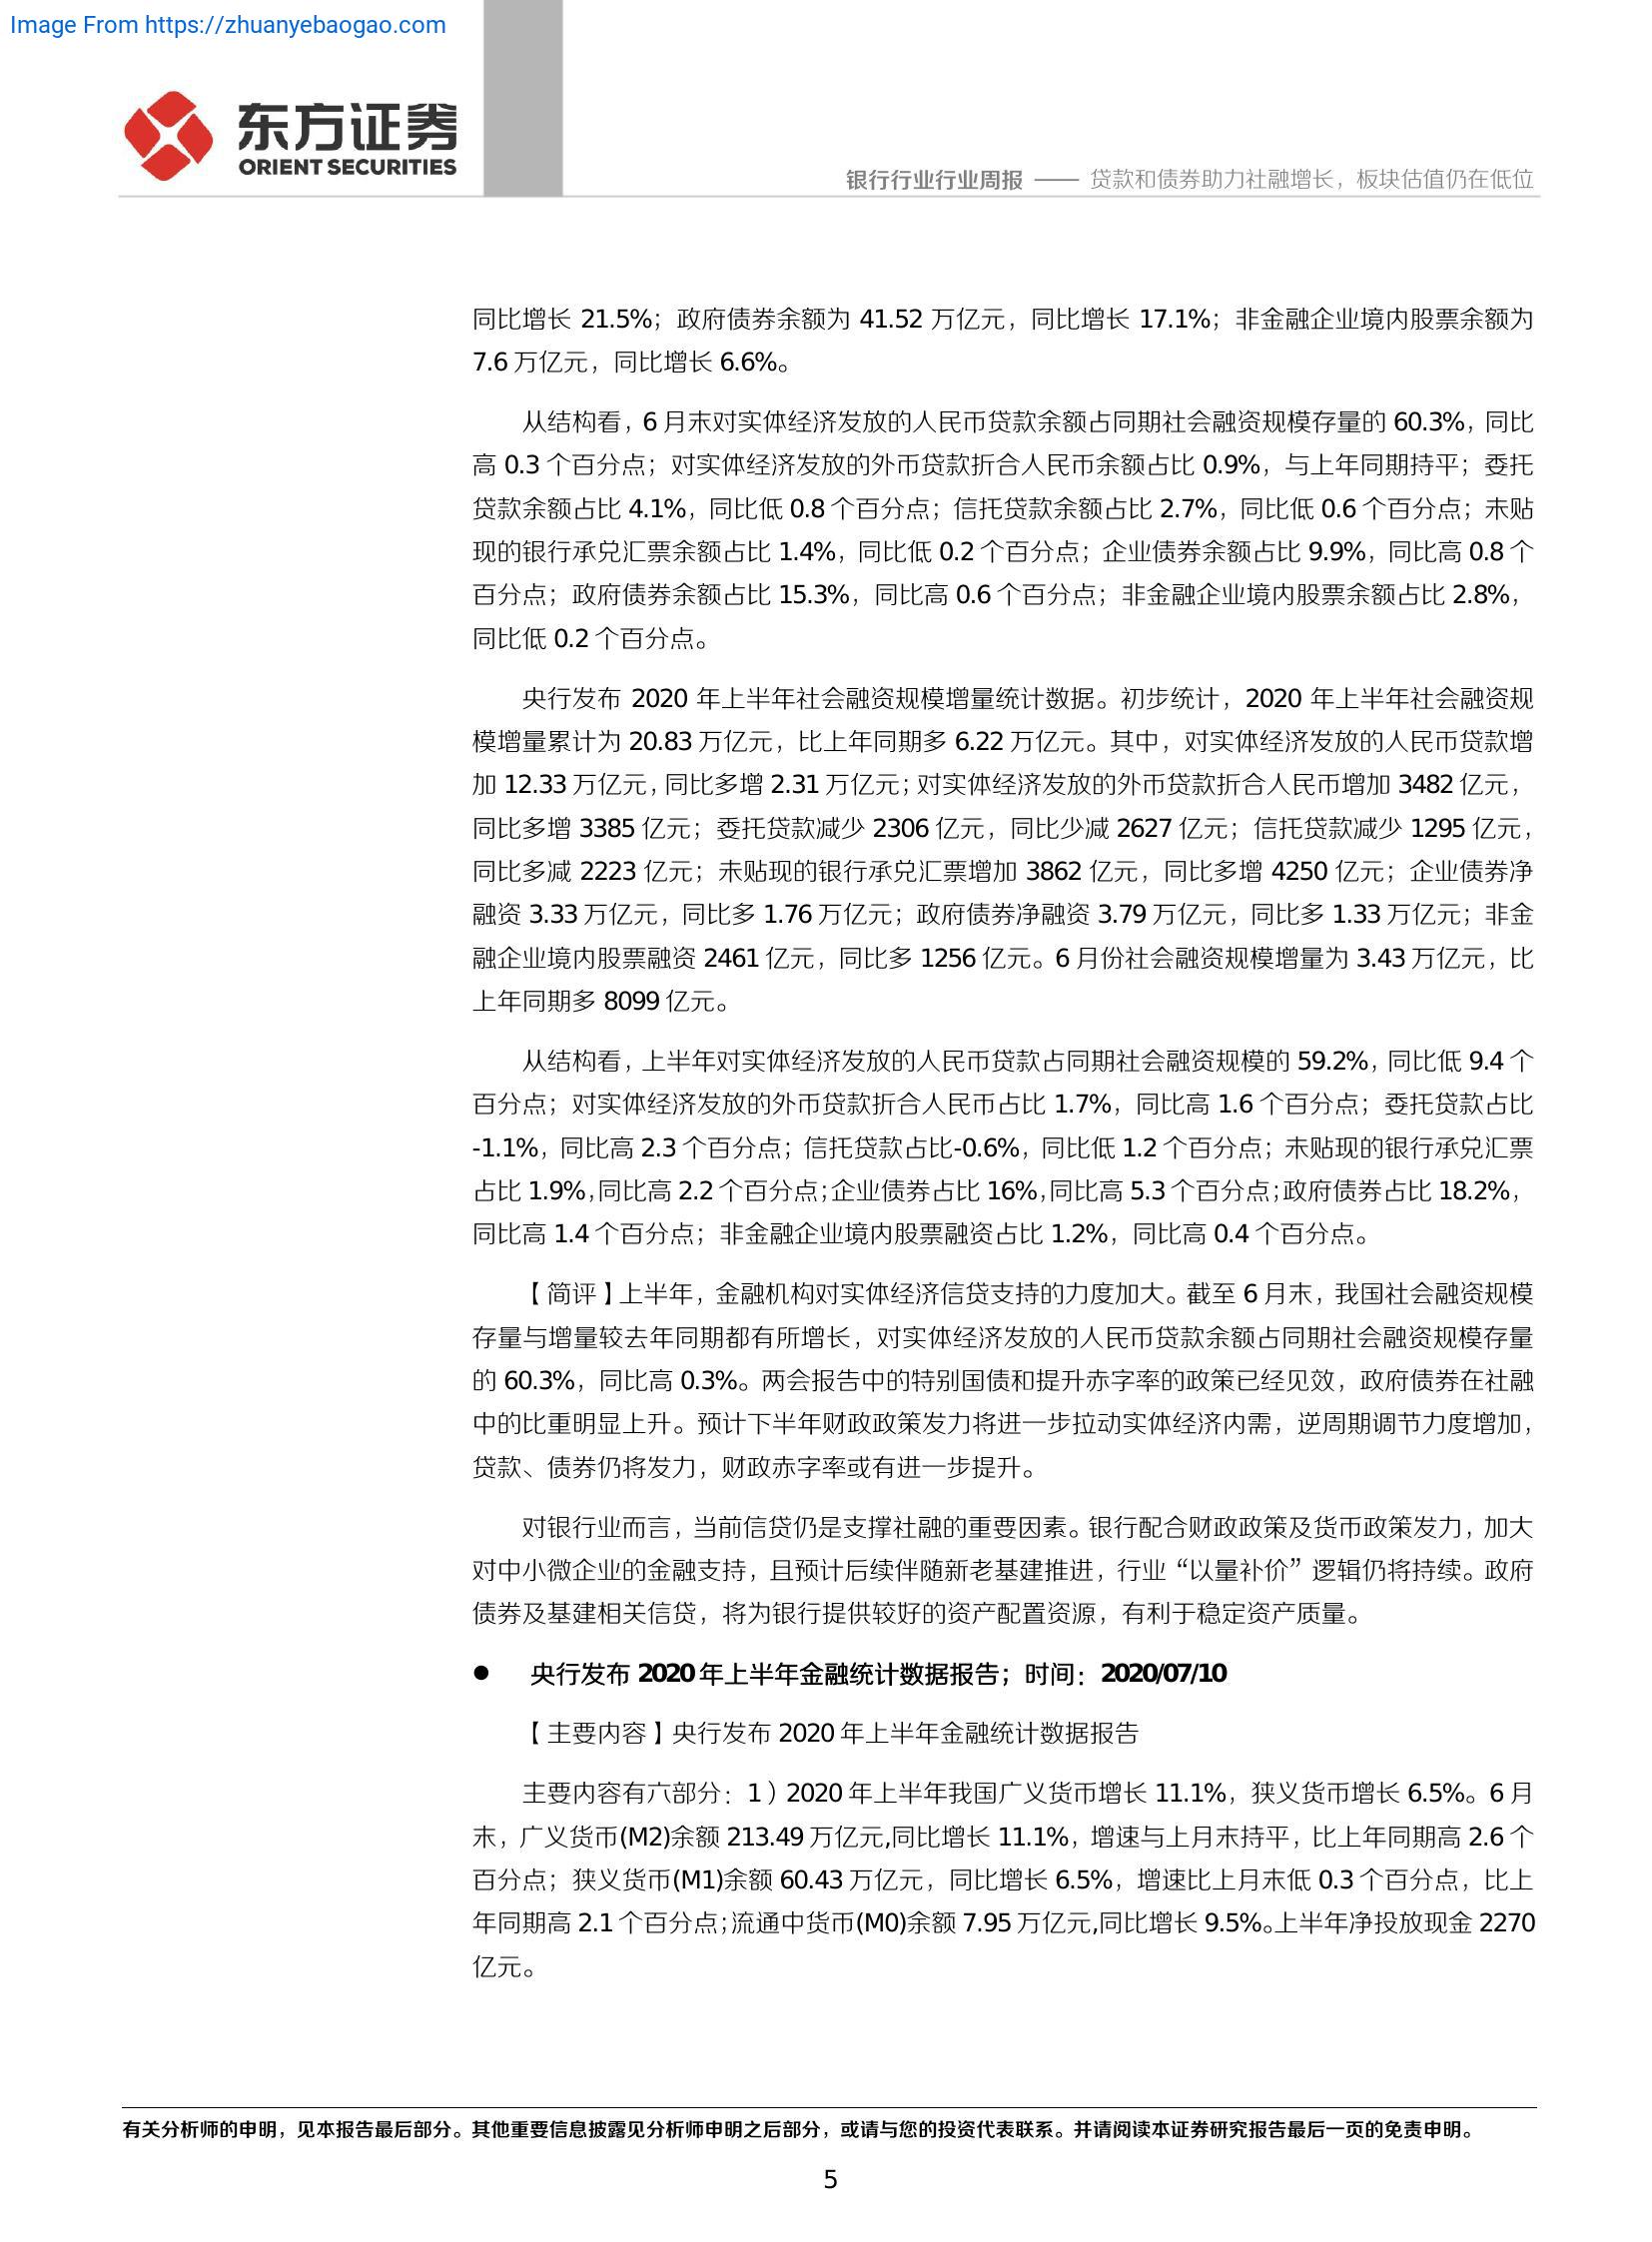 Image From https://zhuanyebaogao.com
东方证券
ORIENT SECURITIES
银行行业行业周报 —— 贷款和债券助力社融增长，板块估值仍在低位
同比增长 21.5%；政府债券余额为 41.52 万亿元，同比增长 17.1%；非金融企业境内股票余额为
7.6 万亿元，同比增长 6.6%。
从结构看，6 月末对实体经济发放的人民币贷款余额占同期社会融资规模存量的 60.3%，同比
高 0.3 个百分点；对实体经济发放的外币贷款折合人民币余额占比 0.9%，与上年同期持平；委托
贷款余额占比 4.1%，同比低 0.8 个百分点；信托贷款余额占比 2.7%，同比低 0.6 个百分点；未贴
现的银行承兑汇票余额占比 1.4%，同比低 0.2 个百分点；企业债券余额占比 9.9%，同比高 0.8 个
百分点；政府债券余额占比 15.3%，同比高 0.6 个百分点；非金融企业境内股票余额占比 2.8%，
同比低 0.2 个百分点。
央行发布 2020 年上半年社会融资规模增量统计数据。初步统计，2020 年上半年社会融资规
模增量累计为 20.83 万亿元，比上年同期多 6.22 万亿元。其中，对实体经济发放的人民币贷款增
加 12.33 万亿元，同比多增 2.31 万亿元；对实体经济发放的外币贷款折合人民币增加 3482 亿元，
同比多增 3385 亿元；委托贷款减少 2306 亿元，同比少减 2627 亿元；信托贷款减少 1295 亿元，
同比多减 2223 亿元；未贴现的银行承兑汇票增加 3862 亿元，同比多增 4250 亿元；企业债券净
融资 3.33 万亿元，同比多 1.76 万亿元；政府债券净融资 3.79 万亿元，同比多 1.33 万亿元；非金
融企业境内股票融资 2461 亿元，同比多 1256 亿元。6 月份社会融资规模增量为 3.43 万亿元，比
上年同期多 8099 亿元。
从结构看，上半年对实体经济发放的人民币贷款占同期社会融资规模的 59.2%，同比低 9.4 个
百分点；对实体经济发放的外币贷款折合人民币占比 1.7%，同比高 1.6 个百分点；委托贷款占比
-1.1%，同比高 2.3 个百分点；信托贷款占比-0.6%，同比低 1.2 个百分点；未贴现的银行承兑汇票
占比 1.9%，同比高 2.2 个百分点；企业债券占比 16%，同比高 5.3 个百分点；政府债券占比 18.2%，
同比高 1.4 个百分点；非金融企业境内股票融资占比 1.2%，同比高 0.4 个百分点。
【简评】上半年，金融机构对实体经济信贷支持的力度加大。截至 6 月末，我国社会融资规模
存量与增量较去年同期都有所增长，对实体经济发放的人民币贷款余额占同期社会融资规模存量
的 60.3%，同比高 0.3%。两会报告中的特别国债和提升赤字率的政策已经见效，政府债券在社融
中的比重明显上升。预计下半年财政政策发力将进一步拉动实体经济内需，逆周期调节力度增加，
贷款、债券仍将发力，财政赤字率或有进一步提升。
对银行业而言，当前信贷仍是支撑社融的重要因素。银行配合财政政策及货币政策发力，加大
对中小微企业的金融支持，且预计后续伴随新老基建推进，行业“以量补价”逻辑仍将持续。政府
债券及基建相关信贷，将为银行提供较好的资产配置资源，有利于稳定资产质量。
● 央行发布 2020 年上半年金融统计数据报告；时间：2020/07/10
【主要内容】央行发布 2020 年上半年金融统计数据报告
主要内容有六部分：1）2020 年上半年我国广义货币增长 11.1%，狭义货币增长 6.5%。6 月
末，广义货币(M2)余额 213.49 万亿元,同比增长 11.1%，增速与上月末持平，比上年同期高 2.6 个
百分点；狭义货币(M1)余额 60.43 万亿元，同比增长 6.5%，增速比上月末低 0.3 个百分点，比上
年同期高 2.1 个百分点；流通中货币(M0)余额 7.95 万亿元,同比增长 9.5%。上半年净投放现金 2270
亿元。
有关分析师的申明，见本报告最后部分。其他重要信息披露见分析师申明之后部分，或请与您的投资代表联系。并请阅读本证券研究报告最后一页的免责申明。
5